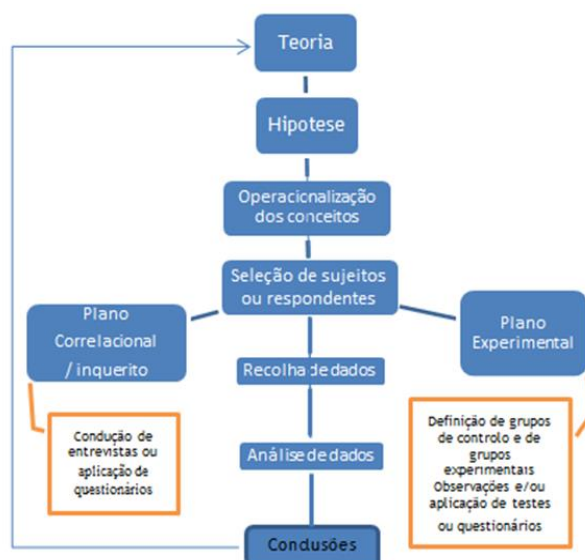 Teoria
Hipotese
Operacionalização
dos conceitos
Seleção de sujeitos
ou respondentes
Plano
Correlacional
/ inquerito
Plano
Experimental
Recolha de dados
Condução de
entrevistas ou
aplicação de
questionários
Definição de grupos
de controlo e de
grupos
experimentais
Observações e/ou
aplicação de testes
ou questionários
Análise de dados
Conclusões